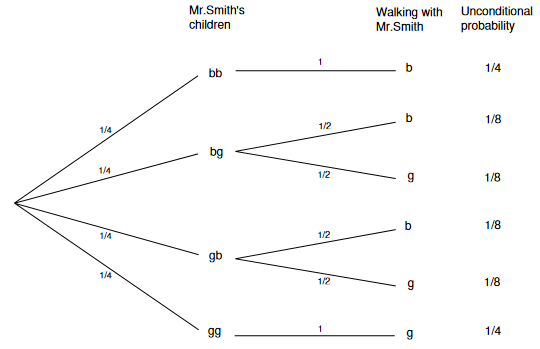 Mr.Smith's
children
Walking with
Mr.Smith
Unconditional
probability
1/4
bb
1
b
1/4
1/4
bg
1/2
b
1/8
1/2
g
1/8
1/4
gb
1/2
b
1/8
1/2
g
1/8
1/4
gg
1
g
1/4